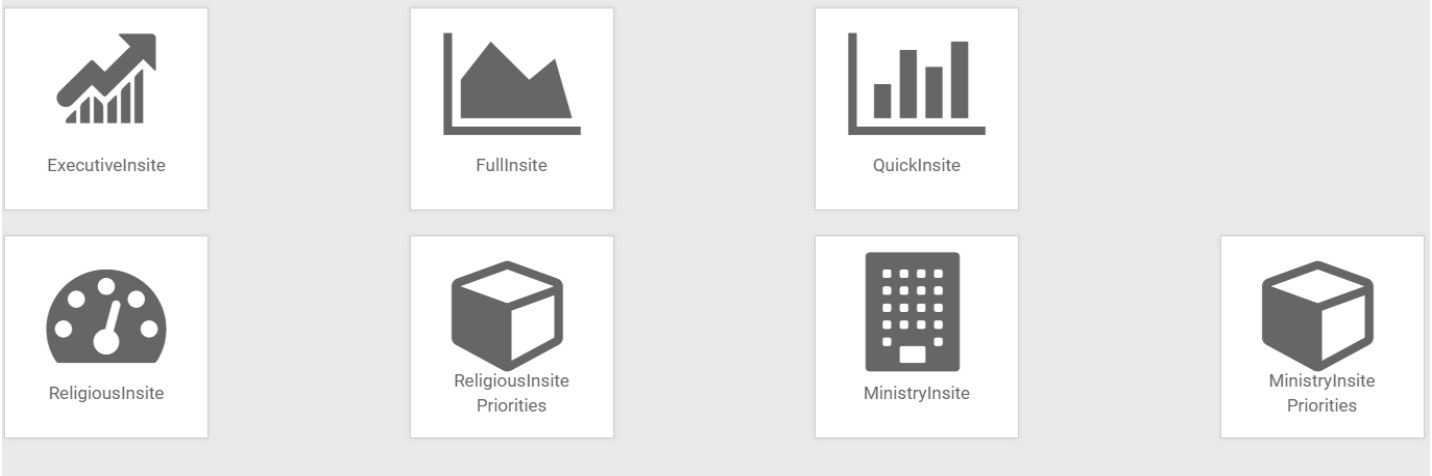 ExecutiveInsite
FullInsite
QuickInsite
ReligiousInsite
ReligiousInsite
Priorities
MinistryInsite
MinistryInsite
Priorities